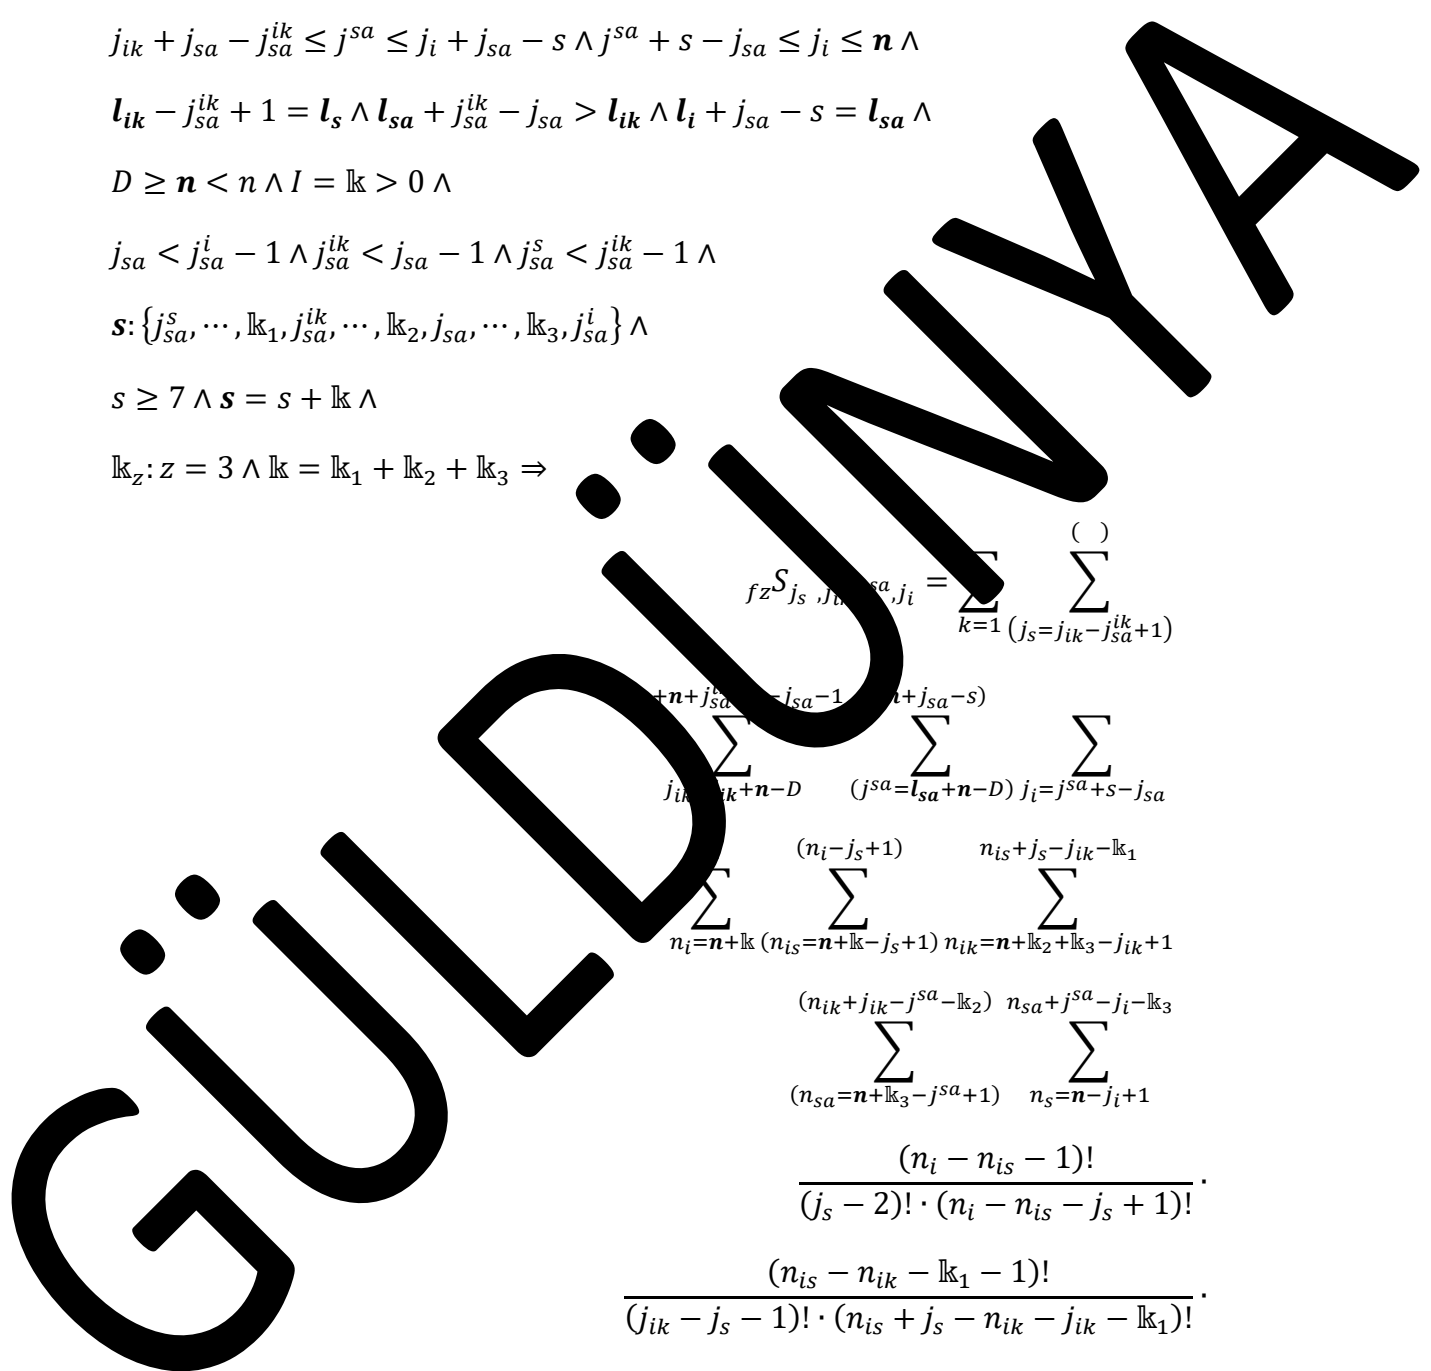 j_{ik} + j_{sa} − j_{sa}^{ik} ≤ j^{sa} ≤ j_i + j_{sa} − s ∧ j^{sa} + s − j_{sa} ≤ j_i ≤ n ∧
l_{ik} − j_{sa}^{ik} + 1 = l_s ∧ l_{sa} + j_{sa}^{ik} − j_{sa} > l_{ik} ∧ l_i + j_{sa} − s = l_{sa} ∧
D ≥ n < n ∧ I = 𝕜 > 0 ∧
j_{sa} < j_{sa}^i − 1 ∧ j_{sa}^{ik} < j_{sa} − 1 ∧ j_{sa}^s < j_{sa}^{ik} − 1 ∧
s: {j_{sa}^s, ⋯, 𝕜_1, j_{sa}^{ik}, ⋯, 𝕜_2, j_{sa}, ⋯, 𝕜_3, j_{sa}^i} ∧
s ≥ 7 ∧ s = s + 𝕜 ∧
𝕜_z: z = 3 ∧ 𝕜 = 𝕜_1 + 𝕜_2 + 𝕜_3 ⇒
( )
_{fz}S_{j_s, j_i} = ∑ ∑
k=1 (j_s=j_{ik}−j_{sa}^{ik}+1)
+n+j_{sa} −j_{sa}−1 +j_{sa}−s)
∑ ∑ ∑
+n−D (j^{sa}=l_{sa}+n−D) j_i=j^{sa}+s−j_{sa}
(n_i−j_s+1) n_{is}+j_s−j_{ik}−𝕜_1
∑ ∑ ∑
n_i=n+𝕜 (n_{is}=n+𝕜−j_s+1) n_{ik}=n+𝕜_2+𝕜_3−j_{ik}+1
(n_{ik}+j_{ik}−j^{sa}−𝕜_2) n_{sa}+j^{sa}−j_i−𝕜_3
∑ ∑
(n_{sa}=n+𝕜_3−j^{sa}+1) n_s=n−j_i+1
(n_i − n_{is} − 1)!
(j_s − 2)! · (n_i − n_{is} − j_s + 1)! ·
(n_{is} − n_{ik} − 𝕜_1 − 1)!
(j_{ik} − j_s − 1)! · (n_{is} + j_s − n_{ik} − j_{ik} − 𝕜_1)! ·
GÜLDÜNYA